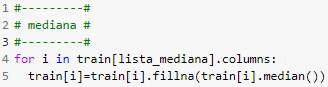 1 #---------#
2 # mediana #
3 #---------#
4 for i in train[lista_mediana].columns:
5   train[i]=train[i].fillna(train[i].median())